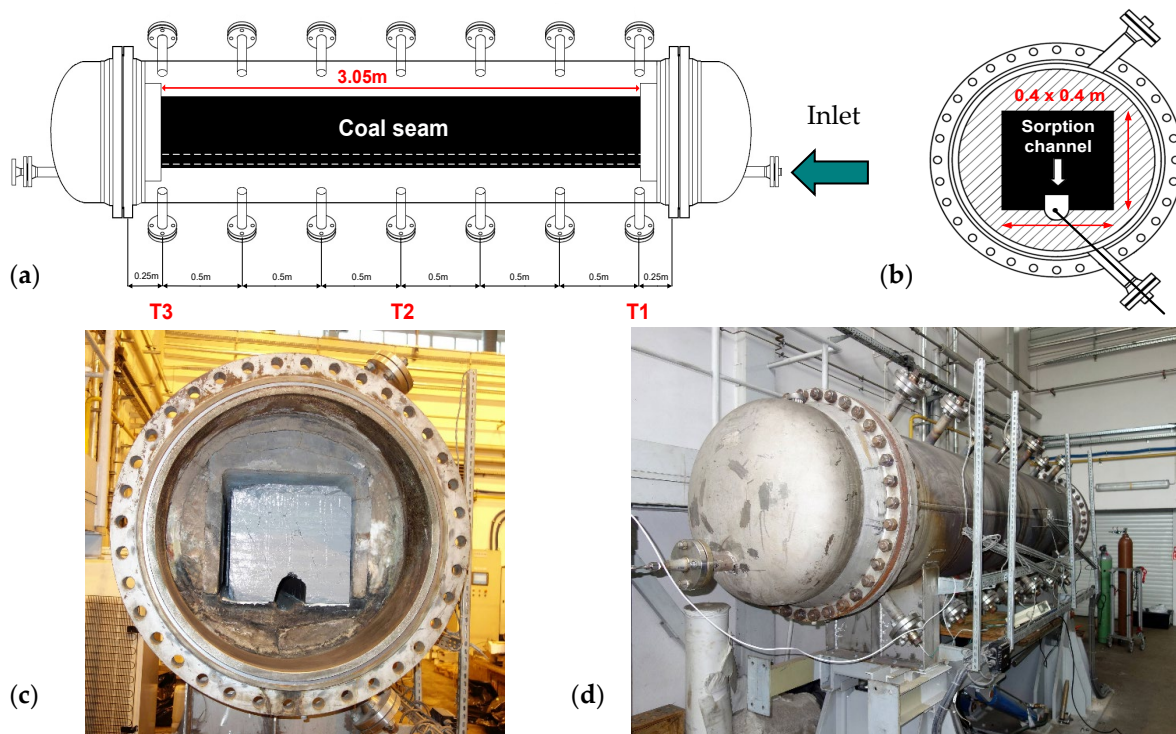 3.05m
Coal seam
Inlet
0.4 x 0.4 m
Sorption
channel
(a)
0.25m
0.5m
0.5m
0.5m
0.5m
0.5m
0.5m
0.25m
(b)
T3
T2
T1
(c)
(d)